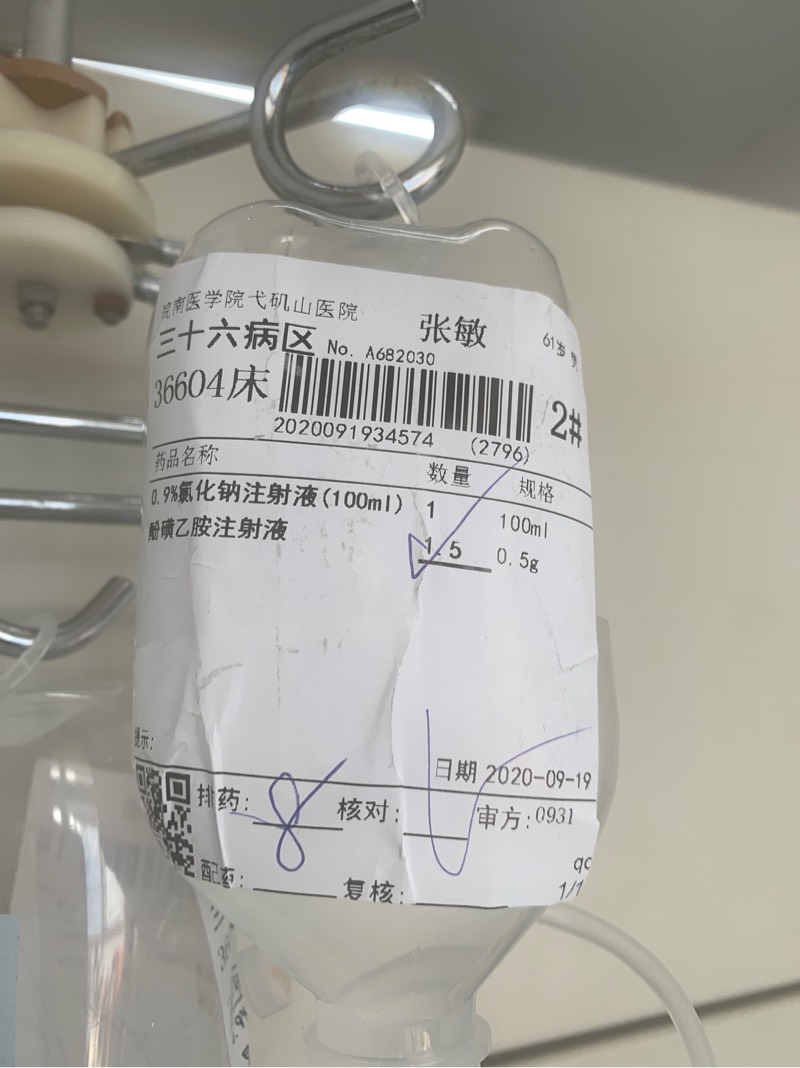 皖南医学院弋矶山医院
张敏
61岁 男
三十六病区 No. A682030
36604床
2#
2020091934574 (2796)
药品名称 数量 规格
0.9%氯化钠注射液(100ml) 1 100ml
酚磺乙胺注射液 1.5 0.5g
提示:
日期 2020-09-19
排药: 核对: 审方:0931
配药: 复核:
1/1